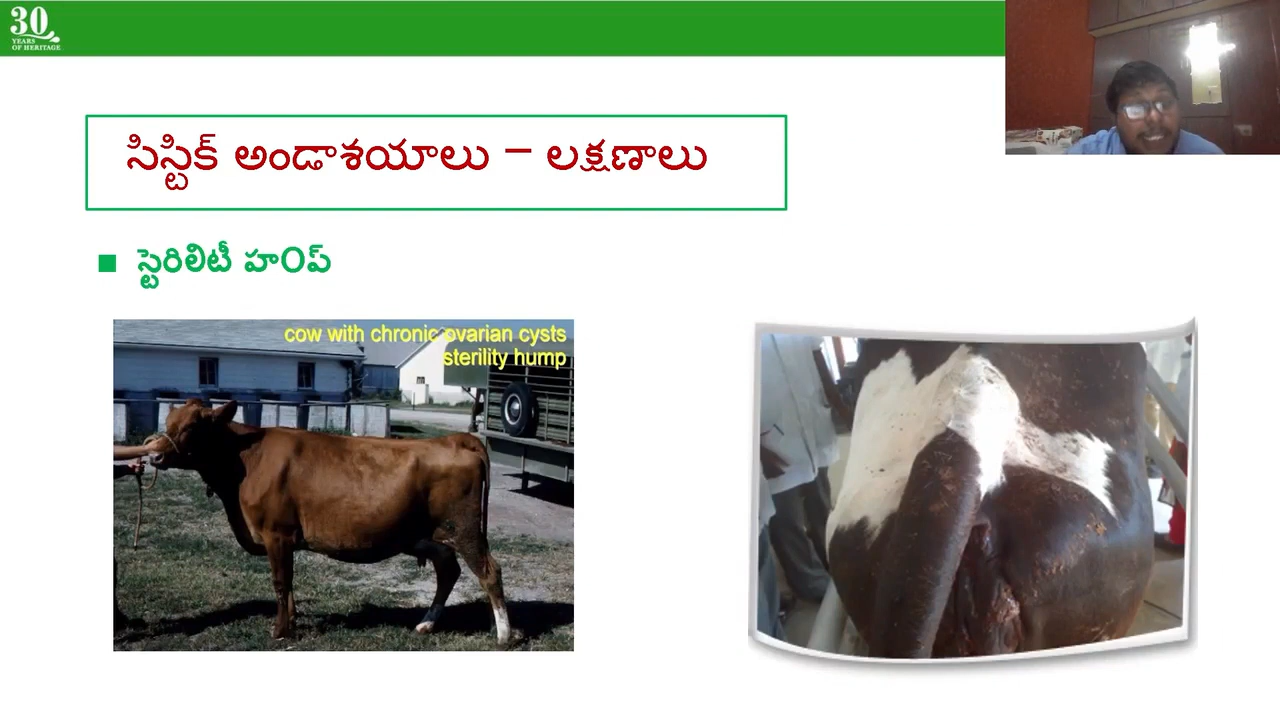 30
YEARS
OF HERITAGE
సిస్టిక్ అండాశయాలు – లక్షణాలు
స్టెరిలిటీ హంప్
cow with chronic ovarian cysts
sterility hump